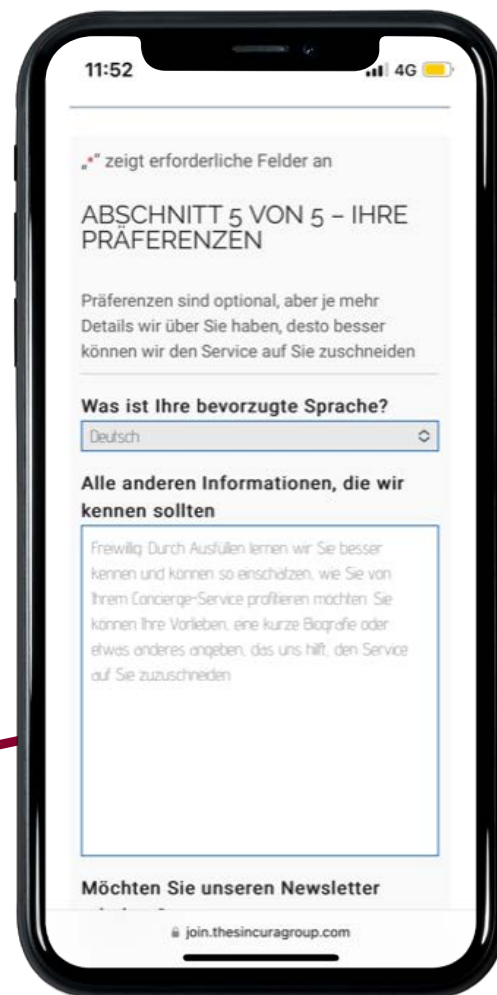 11:52
4G
„*" zeigt erforderliche Felder an
ABSCHNITT 5 VON 5 – IHRE
PRÄFERENZEN
Präferenzen sind optional, aber je mehr
Details wir über Sie haben, desto besser
können wir den Service auf Sie zuschneiden
Was ist Ihre bevorzugte Sprache?
Deutsch
Alle anderen Informationen, die wir
kennen sollten
Freiwillig: Durch Ausfüllen lernen wir Sie besser
kennen und können so einschätzen, wie Sie von
Ihrem Concierge-Service profitieren möchten. Sie
können Ihre Vorlieben, eine kurze Biografie oder
etwas anderes angeben, das uns hilft, den Service
auf Sie zuzuschneiden
Möchten Sie unseren Newsletter
join.thesincuragroup.com